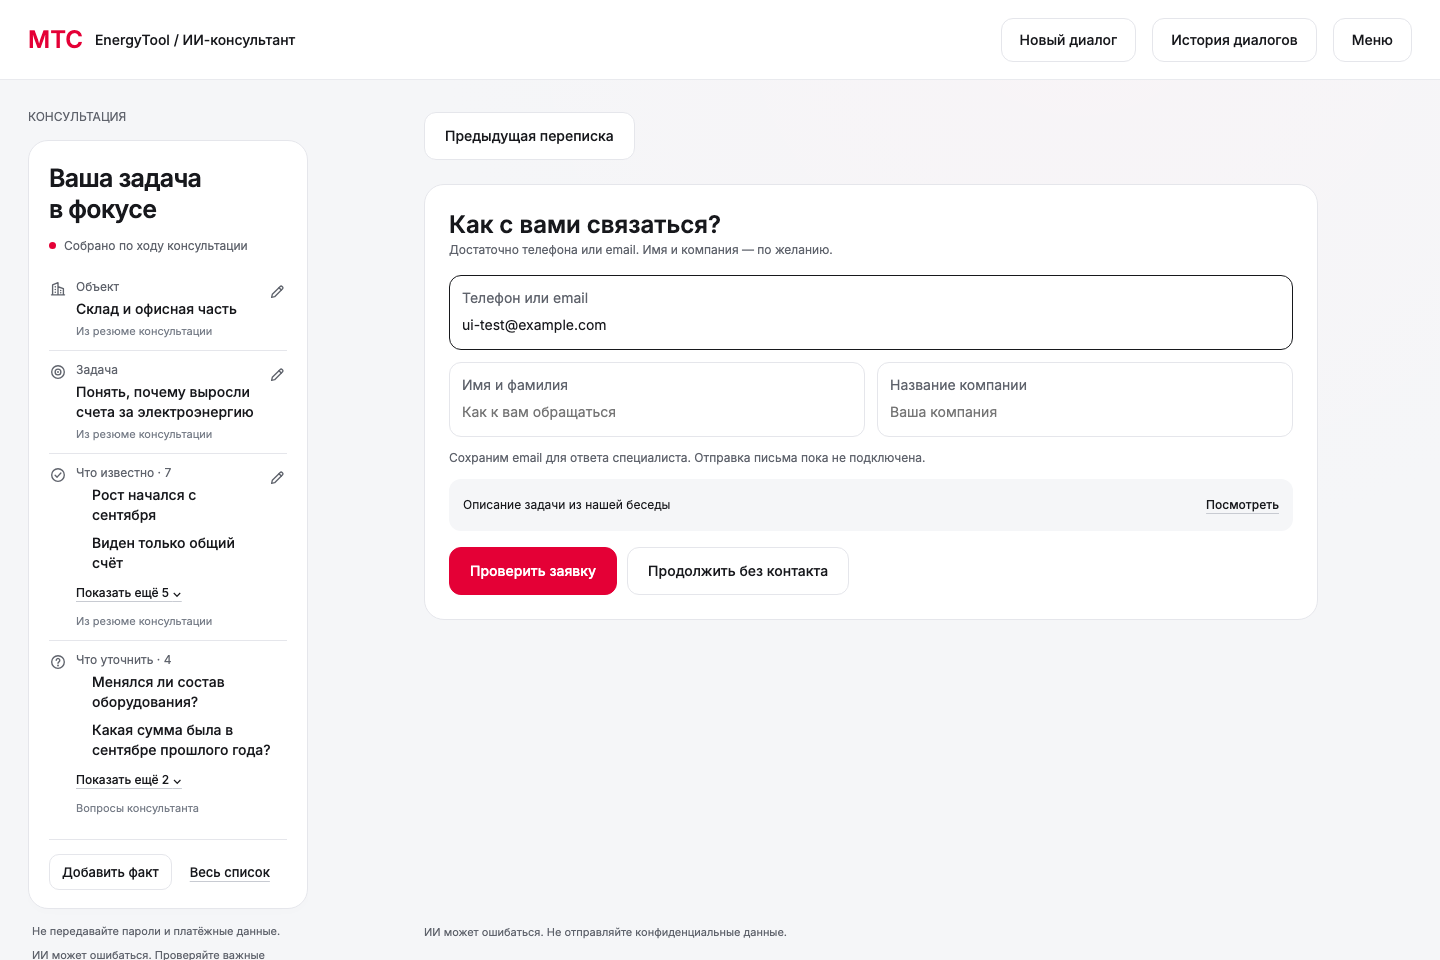 МТС
EnergyTool / ИИ-консультант
Новый диалог
История диалогов
Меню
КОНСУЛЬТАЦИЯ
Ваша задача
в фокусе
Собрано по ходу консультации
Объект
Склад и офисная часть
Из резюме консультации
Задача
Понять, почему выросли
счета за электроэнергию
Из резюме консультации
Что известно · 7
Рост начался с
сентября
Виден только общий
счёт
Показать ещё 5
Из резюме консультации
Что уточнить · 4
Менялся ли состав
оборудования?
Какая сумма была в
сентябре прошлого года?
Показать ещё 2
Вопросы консультанта
Добавить факт
Весь список
Не передавайте пароли и платёжные данные.
ИИ может ошибаться. Проверяйте важные
Предыдущая переписка
Как с вами связаться?
Достаточно телефона или email. Имя и компания — по желанию.
Телефон или email
ui-test@example.com
Имя и фамилия
Как к вам обращаться
Название компании
Ваша компания
Сохраним email для ответа специалиста. Отправка письма пока не подключена.
Описание задачи из нашей беседы
Посмотреть
Проверить заявку
Продолжить без контакта
ИИ может ошибаться. Не отправляйте конфиденциальные данные.